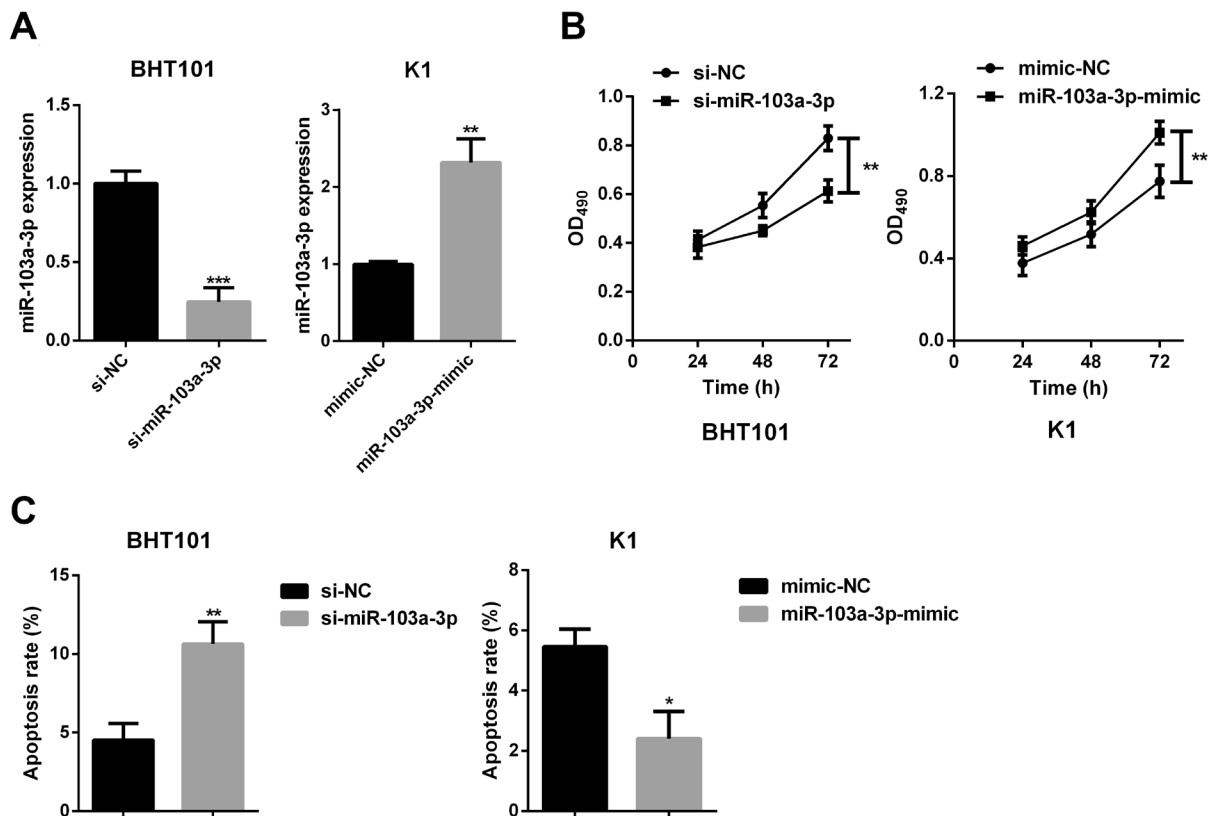 A
BHT101
miR-103a-3p expression
1.5
1.0
0.5
0.0
***
si-NC
si-miR-103a-3p
K1
miR-103a-3p expression
3
2
1
0
**
mimic-NC
miR-103a-3p-mimic
B
si-NC
si-miR-103a-3p
OD490
1.0
0.8
0.6
0.4
0.2
0.0
**
0 24 48 72
Time (h)
BHT101
mimic-NC
miR-103a-3p-mimic
OD490
1.2
0.8
0.4
0.0
**
0 24 48 72
Time (h)
K1
C
BHT101
Apoptosis rate (%)
15
10
5
0
**
si-NC
si-miR-103a-3p
K1
Apoptosis rate (%)
8
6
4
2
0
*
mimic-NC
miR-103a-3p-mimic